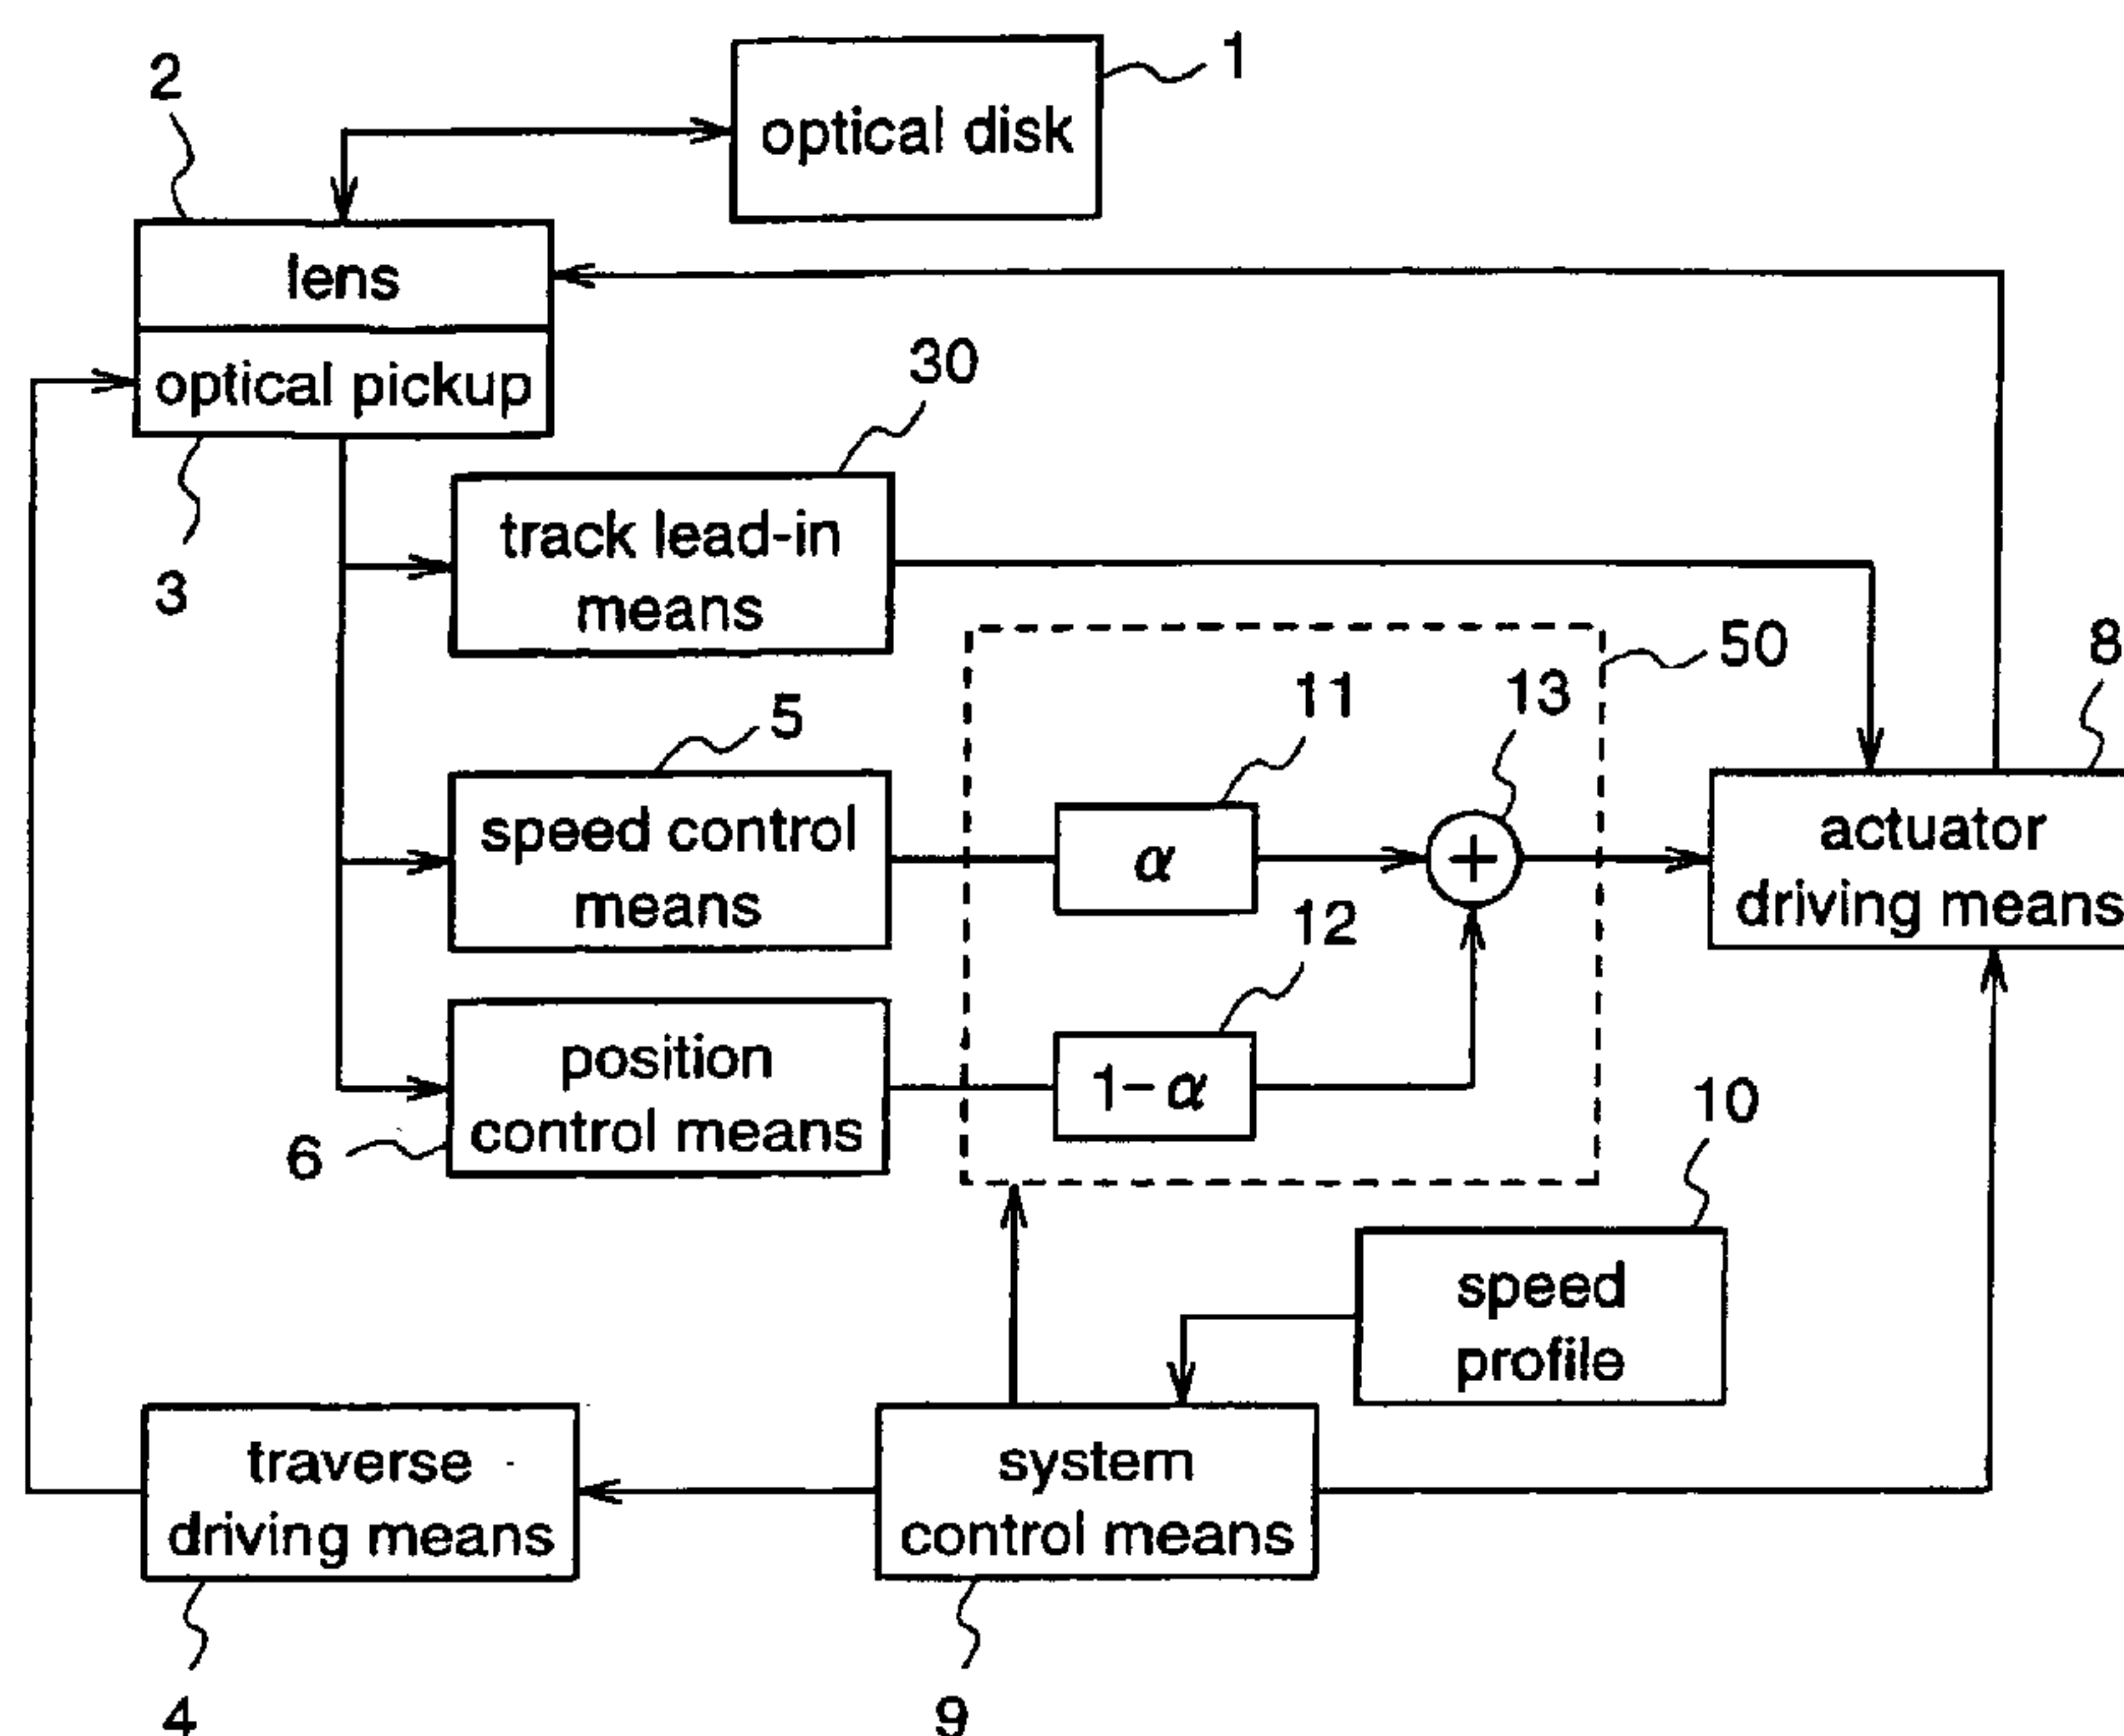 1
optical disk
2
lens
optical pickup
3
30
track lead-in
means
50
8
5
11
13
speed control
means
α
+
actuator
driving means
12
position
control means
6
1-α
10
speed
profile
traverse
driving means
system
control means
4
9